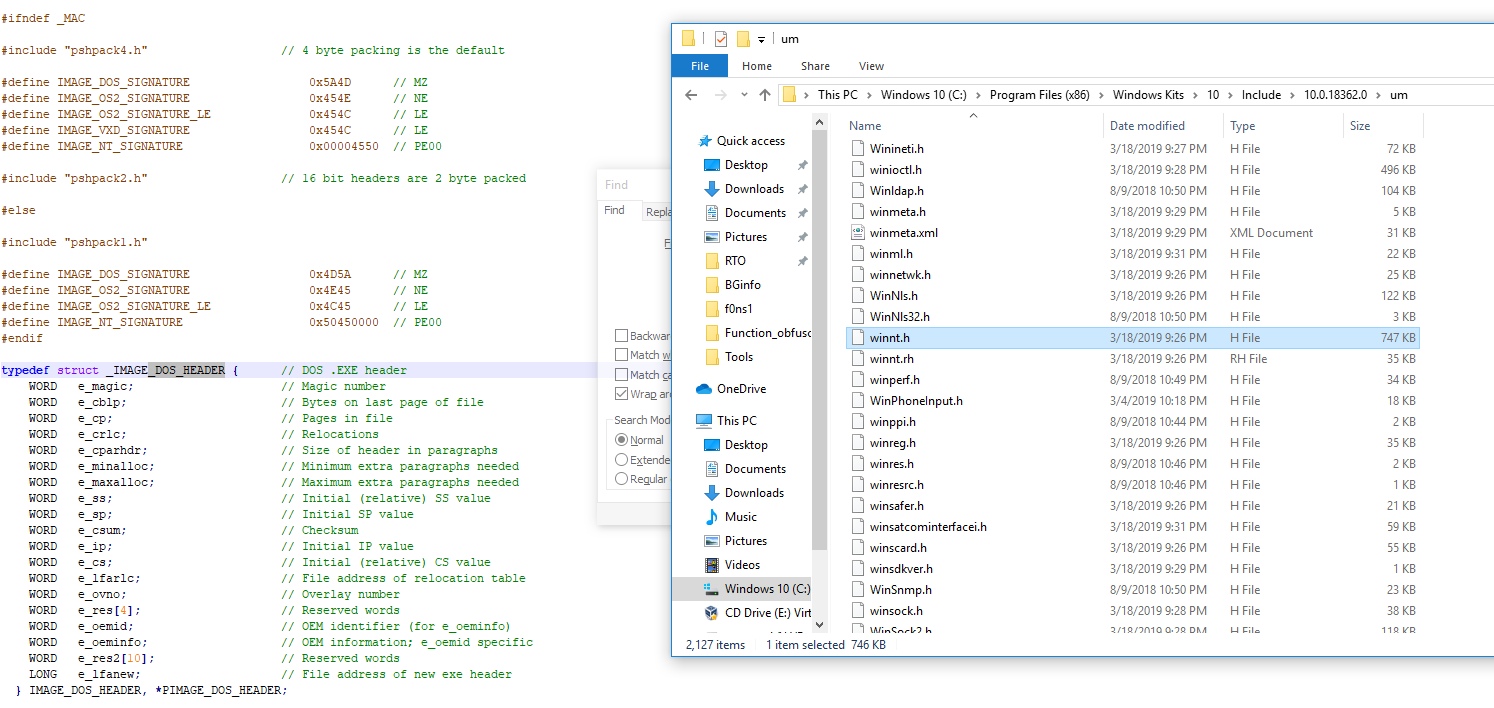 #ifndef _MAC
#include "pshpack4.h" // 4 byte packing is the default
#define IMAGE_DOS_SIGNATURE 0x5A4D // MZ
#define IMAGE_OS2_SIGNATURE 0x454E // NE
#define IMAGE_OS2_SIGNATURE_LE 0x454C // LE
#define IMAGE_VXD_SIGNATURE 0x454C // LE
#define IMAGE_NT_SIGNATURE 0x00004550 // PE00
#include "pshpack2.h" // 16 bit headers are 2 byte packed
#else
#include "pshpack1.h"
#define IMAGE_DOS_SIGNATURE 0x4D5A // MZ
#define IMAGE_OS2_SIGNATURE 0x4E45 // NE
#define IMAGE_OS2_SIGNATURE_LE 0x4C45 // LE
#define IMAGE_NT_SIGNATURE 0x50450000 // PE00
#endif
typedef struct _IMAGE_DOS_HEADER { // DOS .EXE header
WORD e_magic; // Magic number
WORD e_cblp; // Bytes on last page of file
WORD e_cp; // Pages in file
WORD e_crlc; // Relocations
WORD e_cparhdr; // Size of header in paragraphs
WORD e_minalloc; // Minimum extra paragraphs needed
WORD e_maxalloc; // Maximum extra paragraphs needed
WORD e_ss; // Initial (relative) SS value
WORD e_sp; // Initial SP value
WORD e_csum; // Checksum
WORD e_ip; // Initial IP value
WORD e_cs; // Initial (relative) CS value
WORD e_lfarlc; // File address of relocation table
WORD e_ovno; // Overlay number
WORD e_res[4]; // Reserved words
WORD e_oemid; // OEM identifier (for e_oeminfo)
WORD e_oeminfo; // OEM information; e_oemid specific
WORD e_res2[10]; // Reserved words
LONG e_lfanew; // File address of new exe header
} IMAGE_DOS_HEADER, *PIMAGE_DOS_HEADER;
Find
Find Repla
F
Backwar
Match w
Match ca
Wrap aro
Search Mod
Normal
Extende
Regular
um
File Home Share View
This PC > Windows 10 (C:) > Program Files (x86) > Windows Kits > 10 > Include > 10.0.18362.0 > um
Quick access
Desktop
Downloads
Documents
Pictures
RTO
BGinfo
f0ns1
Function_obfusc
Tools
OneDrive
This PC
Desktop
Documents
Downloads
Music
Pictures
Videos
Windows 10 (C:)
CD Drive (E:) Virt
Name Date modified Type Size
Winineti.h 3/18/2019 9:27 PM H File 72 KB
winioctl.h 3/18/2019 9:28 PM H File 496 KB
Winldap.h 8/9/2018 10:50 PM H File 104 KB
winmeta.h 3/18/2019 9:29 PM H File 5 KB
winmeta.xml 3/18/2019 9:29 PM XML Document 31 KB
winml.h 3/18/2019 9:31 PM H File 22 KB
winnetwk.h 3/18/2019 9:26 PM H File 25 KB
WinNls.h 3/18/2019 9:26 PM H File 122 KB
WinNls32.h 8/9/2018 10:50 PM H File 3 KB
winnt.h 3/18/2019 9:26 PM H File 747 KB
winnt.rh 3/18/2019 9:26 PM RH File 35 KB
winperf.h 8/9/2018 10:49 PM H File 34 KB
WinPhoneInput.h 3/4/2019 10:18 PM H File 18 KB
winppi.h 8/9/2018 10:44 PM H File 2 KB
winreg.h 3/18/2019 9:26 PM H File 35 KB
winres.h 8/9/2018 10:46 PM H File 2 KB
winresrc.h 8/9/2018 10:46 PM H File 1 KB
winsafer.h 3/18/2019 9:26 PM H File 21 KB
winsatcominterfacei.h 3/18/2019 9:31 PM H File 59 KB
winscard.h 3/18/2019 9:26 PM H File 55 KB
winsdkver.h 3/18/2019 9:29 PM H File 1 KB
WinSnmp.h 8/9/2018 10:50 PM H File 23 KB
winsock.h 3/18/2019 9:28 PM H File 38 KB
WinSock2.h 3/18/2019 9:28 PM H File 118 KB
2,127 items 1 item selected 746 KB